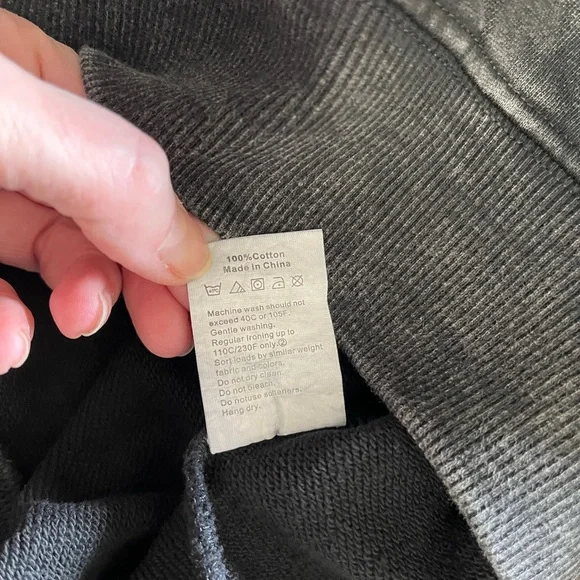 100%Cotton
Made in China
Machine wash should not
exceed 40C or 105F.
Gentle washing.
Regular Ironing up to
110C/230F only.②
Sort loads by similar weight
fabric and colors.
Do not dry clean.
Do not bleach.
Do notuse softeners.
Hang dry.